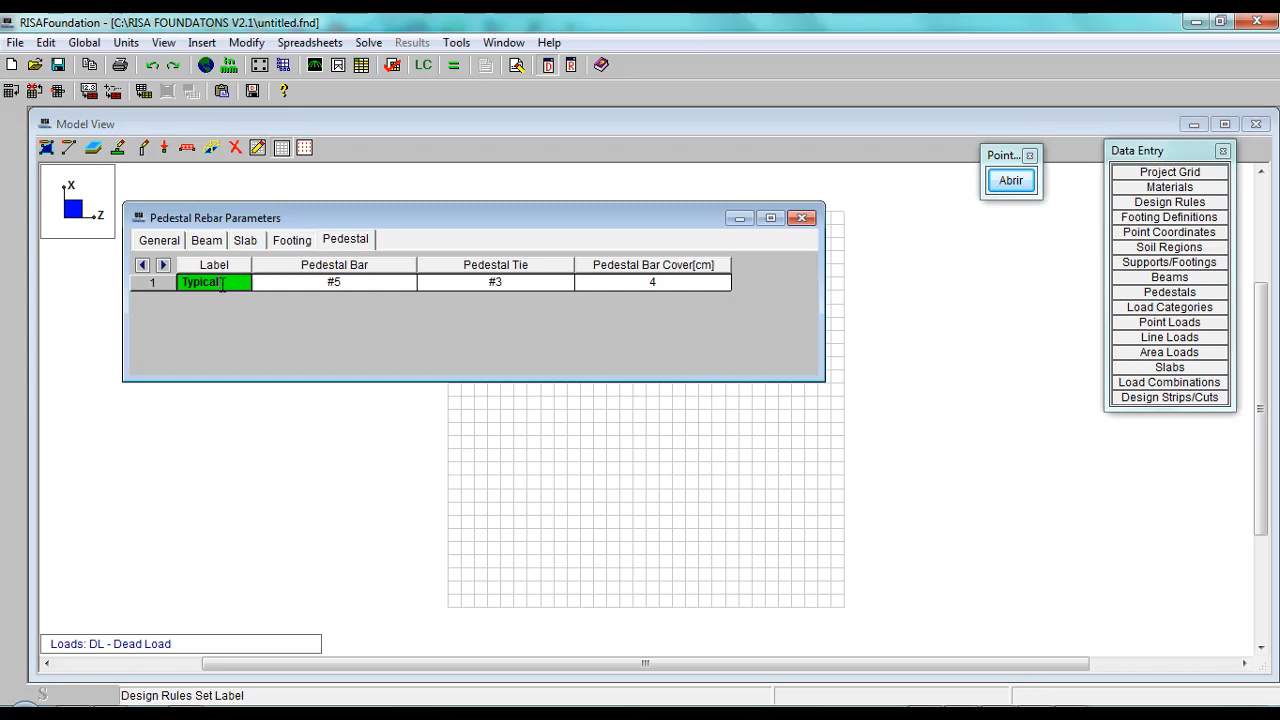 RISAFoundation - [C:\RISA FOUNDATONS V2.1\untitled.fnd]
File Edit Global Units View Insert Modify Spreadsheets Solve Results Tools Window Help
LC
D
R
Model View
X
Z
Point...
Abrir
Data Entry
Project Grid
Materials
Design Rules
Footing Definitions
Point Coordinates
Soil Regions
Supports/Footings
Beams
Pedestals
Load Categories
Point Loads
Line Loads
Area Loads
Slabs
Load Combinations
Design Strips/Cuts
Pedestal Rebar Parameters
General Beam Slab Footing Pedestal
Label Pedestal Bar Pedestal Tie Pedestal Bar Cover[cm]
1 Typical #5 #3 4
Loads: DL - Dead Load
S Design Rules Set Label